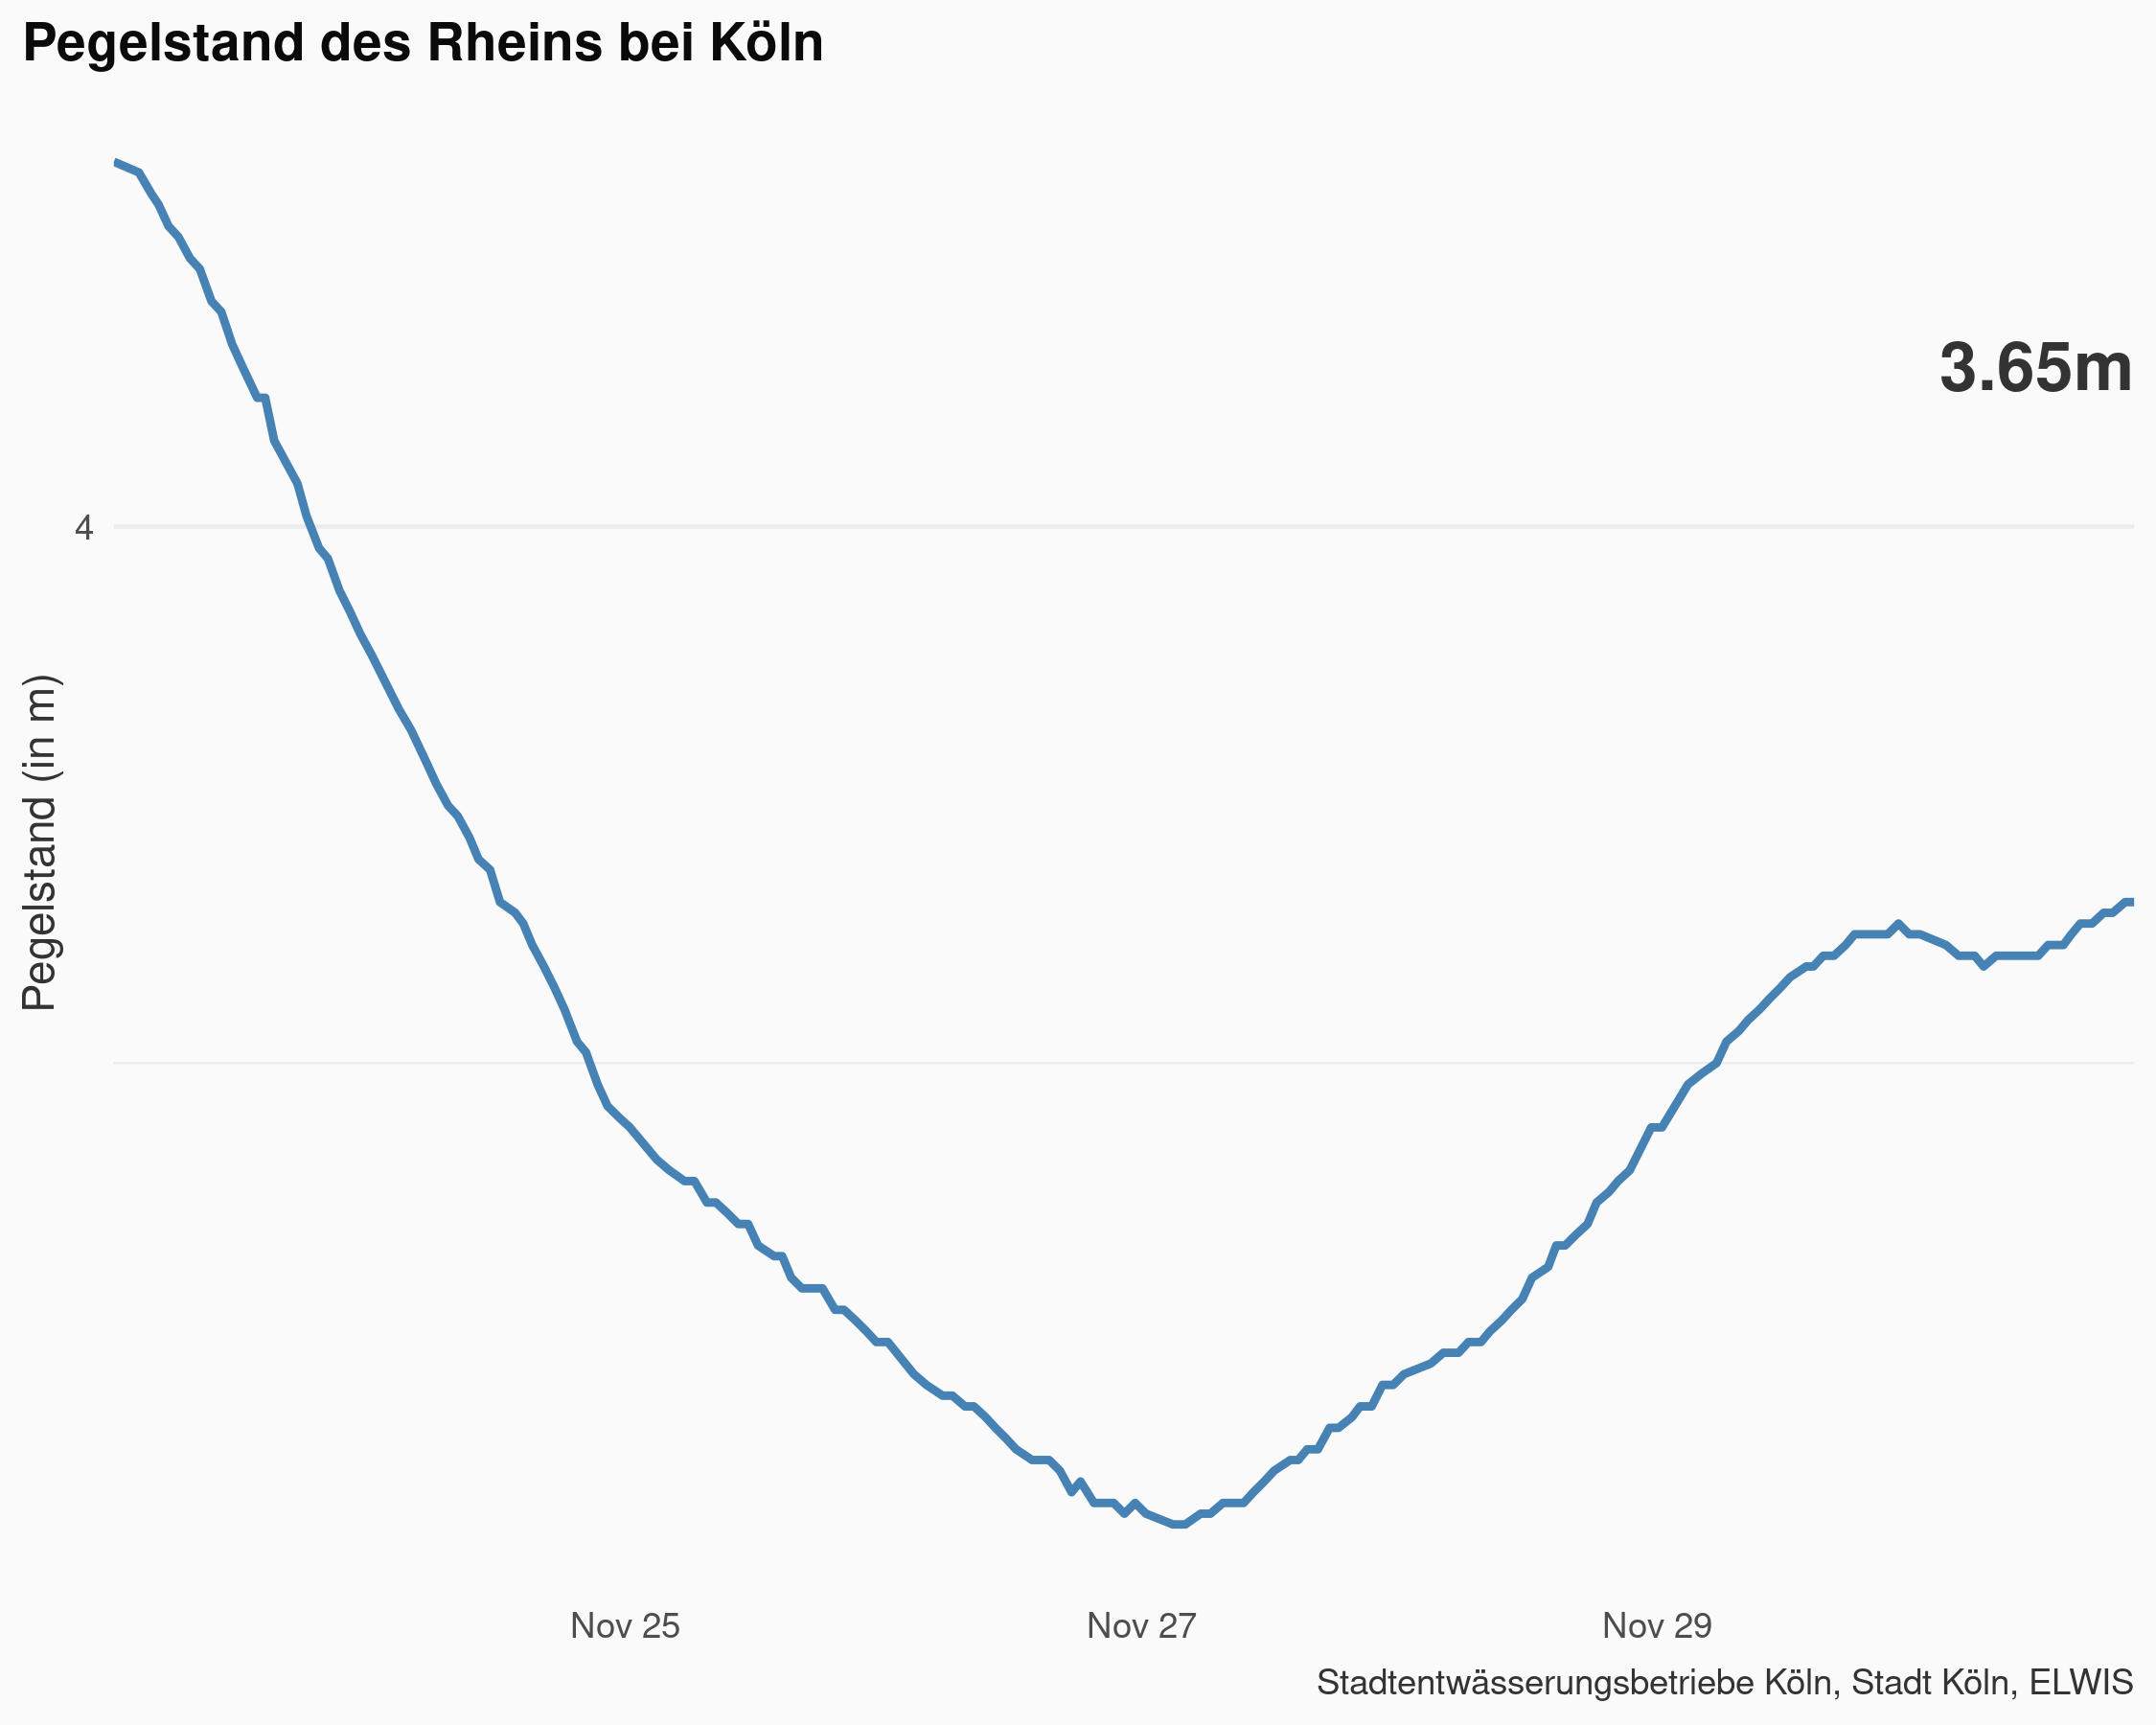 Pegelstand des Rheins bei Köln
3.65m
4
Pegelstand (in m)
Nov 25
Nov 27
Nov 29
Stadtentwässerungsbetriebe Köln, Stadt Köln, ELWIS